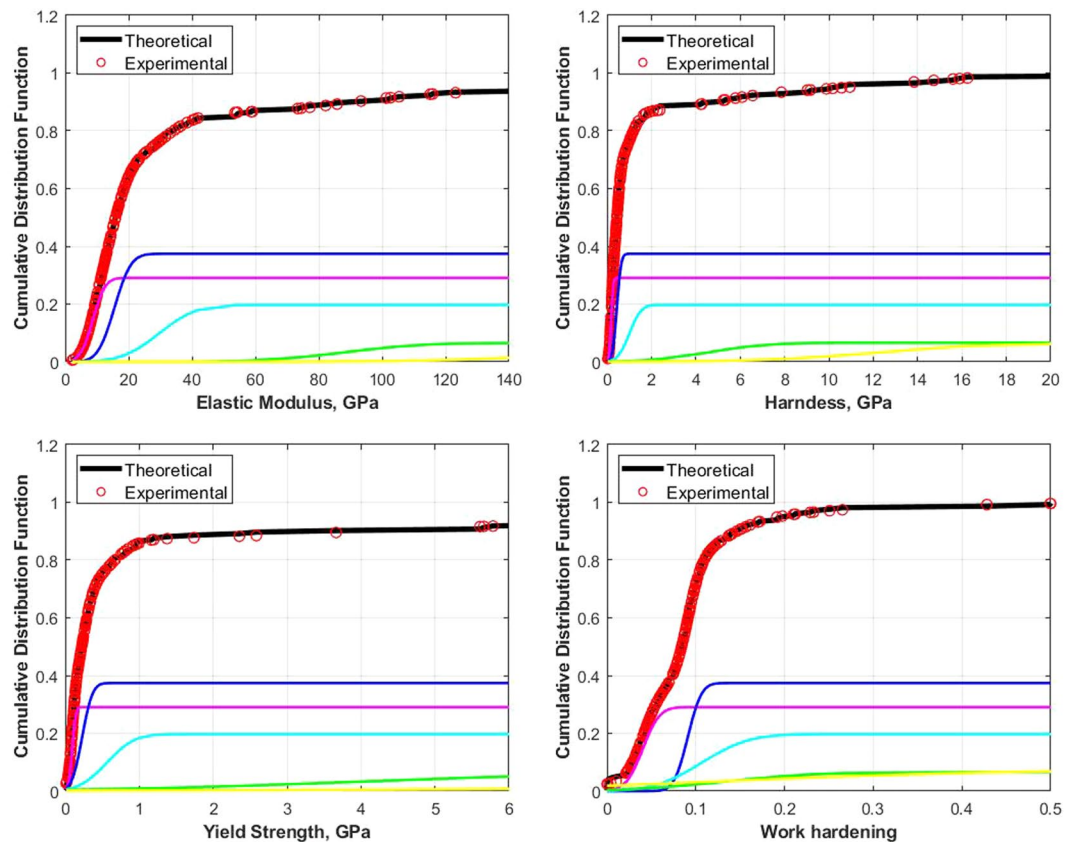 1.2
1
0.8
0.6
0.4
0.2
0
Cumulative Distribution Function
Theoretical
Experimental
0 20 40 60 80 100 120 140
Elastic Modulus, GPa
1.2
1
0.8
0.6
0.4
0.2
0
Cumulative Distribution Function
Theoretical
Experimental
0 2 4 6 8 10 12 14 16 18 20
Harndess, GPa
1.2
1
0.8
0.6
0.4
0.2
0
Cumulative Distribution Function
Theoretical
Experimental
0 1 2 3 4 5 6
Yield Strength, GPa
1.2
1
0.8
0.6
0.4
0.2
0
Cumulative Distribution Function
Theoretical
Experimental
0 0.1 0.2 0.3 0.4 0.5
Work hardening